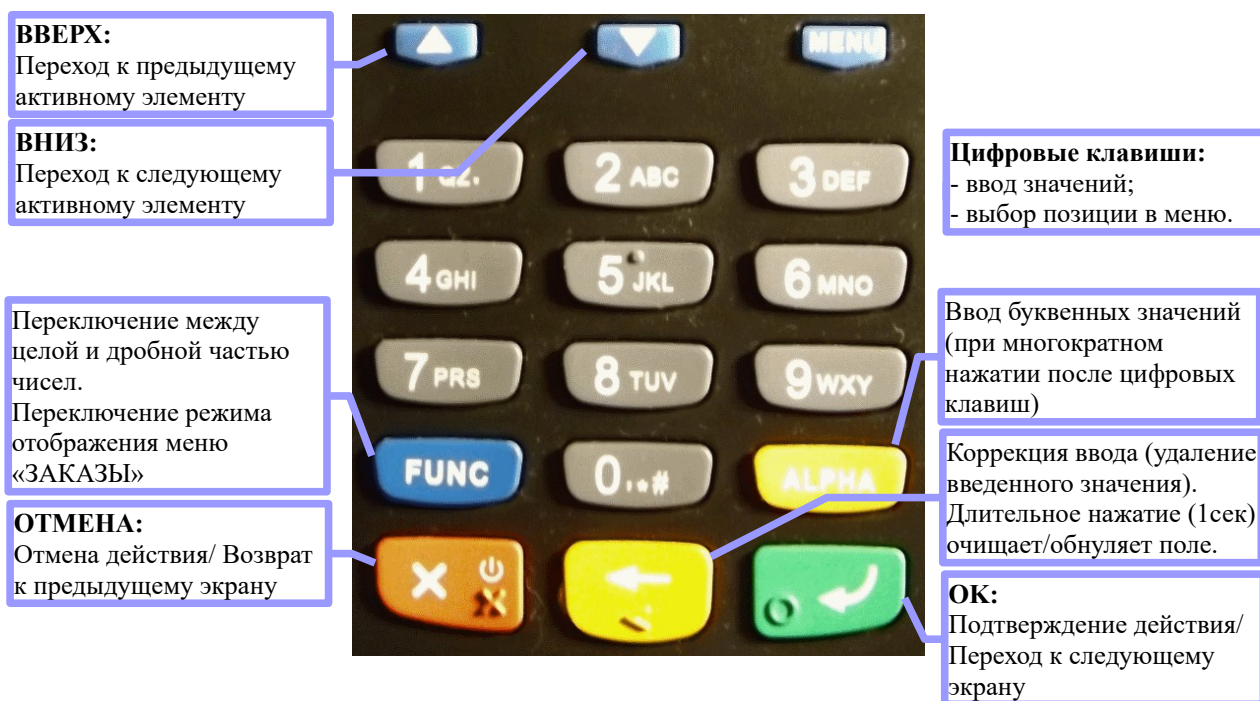 ВВЕРХ:
Переход к предыдущему
активному элементу
ВНИЗ:
Переход к следующему
активному элементу
Переключение между
целой и дробной частью
чисел.
Переключение режима
отображения меню
«ЗАКАЗЫ»
ОТМЕНА:
Отмена действия/ Возврат
к предыдущему экрану
MENU
1 QZ.
2 ABC
3 DEF
4 GHI
5 JKL
6 MNO
7 PRS
8 TUV
9 WXY
FUNC
0,*#
ALPHA
Цифровые клавиши:
- ввод значений;
- выбор позиции в меню.
Ввод буквенных значений
(при многократном
нажатии после цифровых
клавиш)
Коррекция ввода (удаление
введенного значения).
Длительное нажатие (1сек)
очищает/обнуляет поле.
OK:
Подтверждение действия/
Переход к следующему
экрану